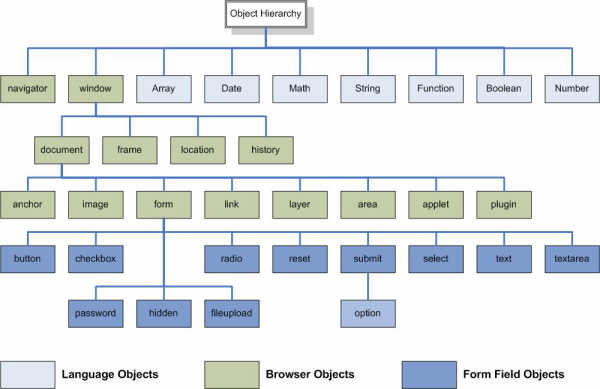 Object Hierarchy
navigator window Array Date Math String Function Boolean Number
document frame location history
anchor image form link layer area applet plugin
button checkbox radio reset submit select text textarea
password hidden fileupload option
Language Objects Browser Objects Form Field Objects